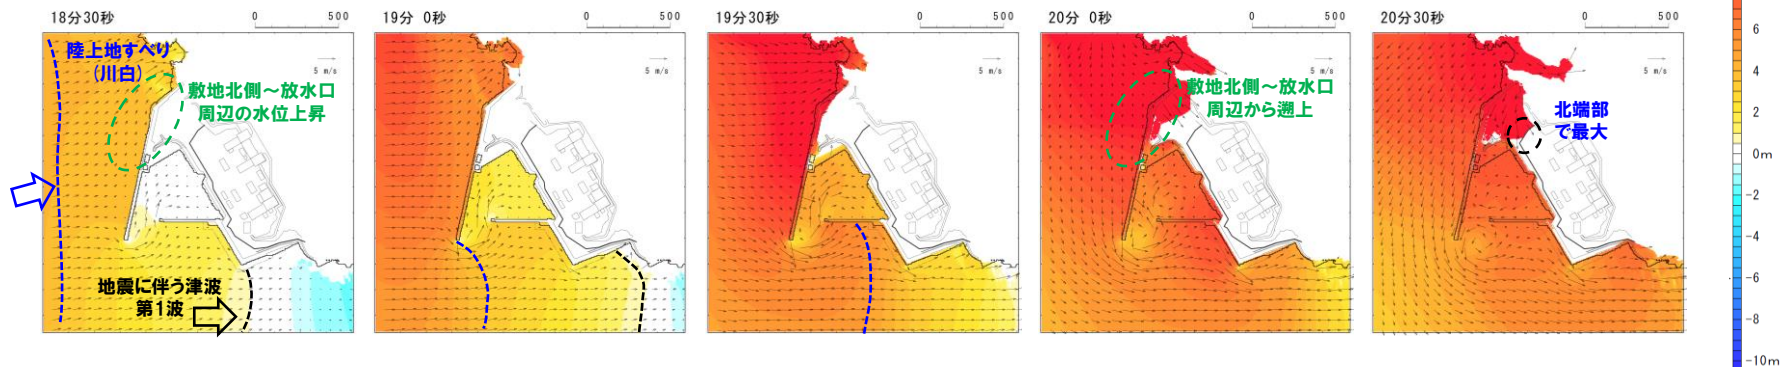 18分30秒
0 500
19分 0秒
0 500
19分30秒
0 500
20分 0秒
0 500
20分30秒
0 500
陸上地すべり
(川白)
敷地北側～放水口
周辺の水位上昇
地震に伴う津波
第1波
5 m/s
5 m/s
5 m/s
敷地北側～放水口
周辺から遡上
5 m/s
北端部
で最大
5 m/s
6
4
2
0m
-2
-4
-6
-8
-10m